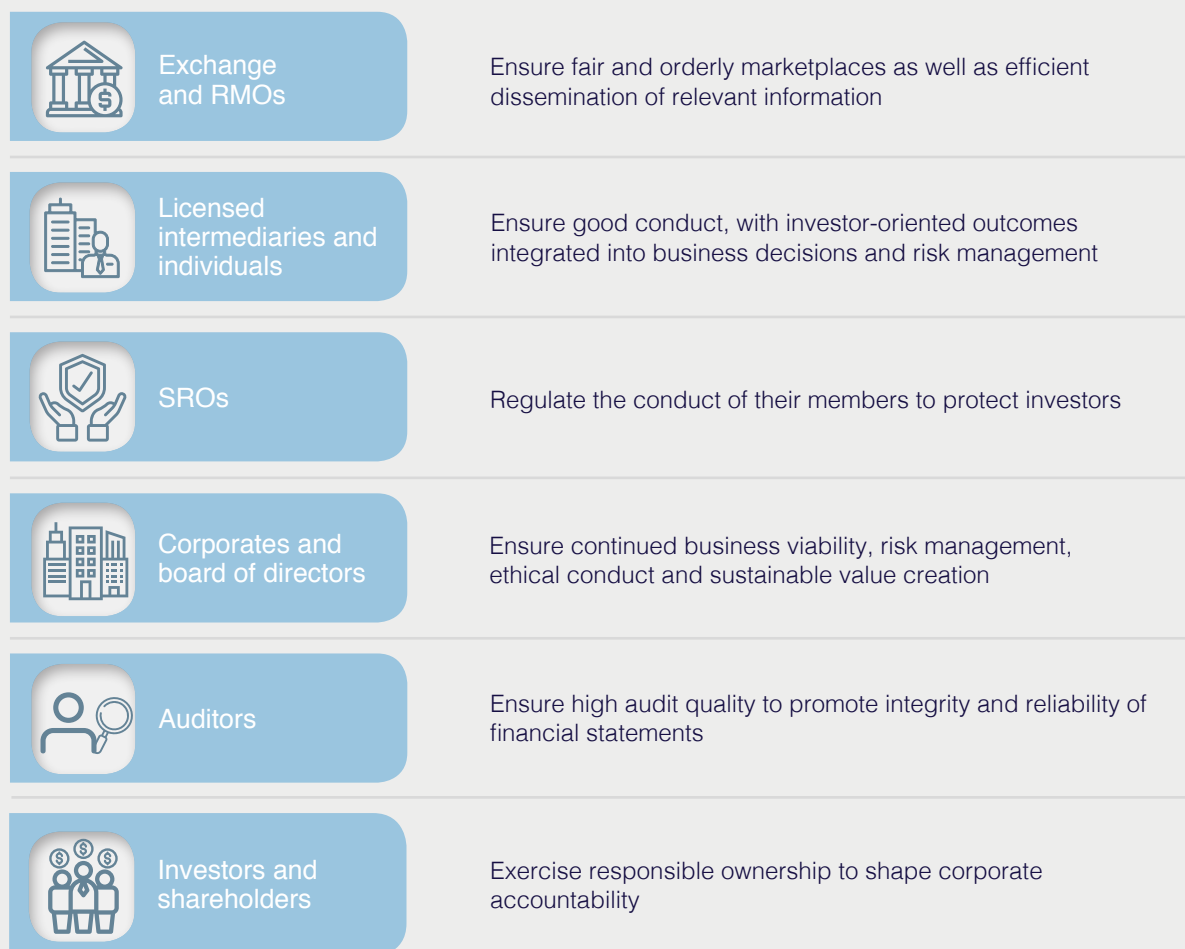 Exchange
and RMOs
Ensure fair and orderly marketplaces as well as efficient
dissemination of relevant information
Licensed
intermediaries and
individuals
Ensure good conduct, with investor-oriented outcomes
integrated into business decisions and risk management
SROs
Regulate the conduct of their members to protect investors
Corporates and
board of directors
Ensure continued business viability, risk management,
ethical conduct and sustainable value creation
Auditors
Ensure high audit quality to promote integrity and reliability of
financial statements
Investors and
shareholders
Exercise responsible ownership to shape corporate
accountability